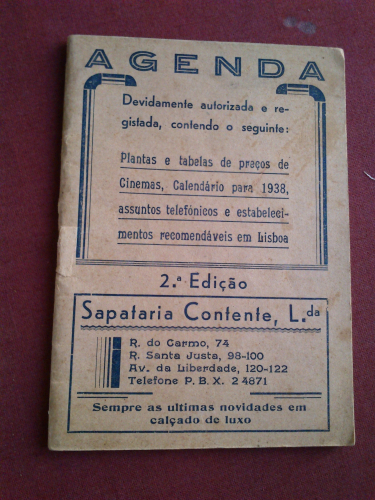 AGENDA
Devidamente autorizada e re-
gistada, contendo o seguinte:
Plantas e tabelas de praços de
Cinemas, Calendário para 1938,
assuntos telefónicos e estabeleci-
mentos recomendáveis em Lisboa
2.ª Edição
Sapataria Contente, L.da
R. do Carmo, 74
R. Santa Justa, 98-100
Av. da Liberdade, 120-122
Telefone P. B. X. 2 4871
Sempre as ultimas novidades em
calçado de luxo